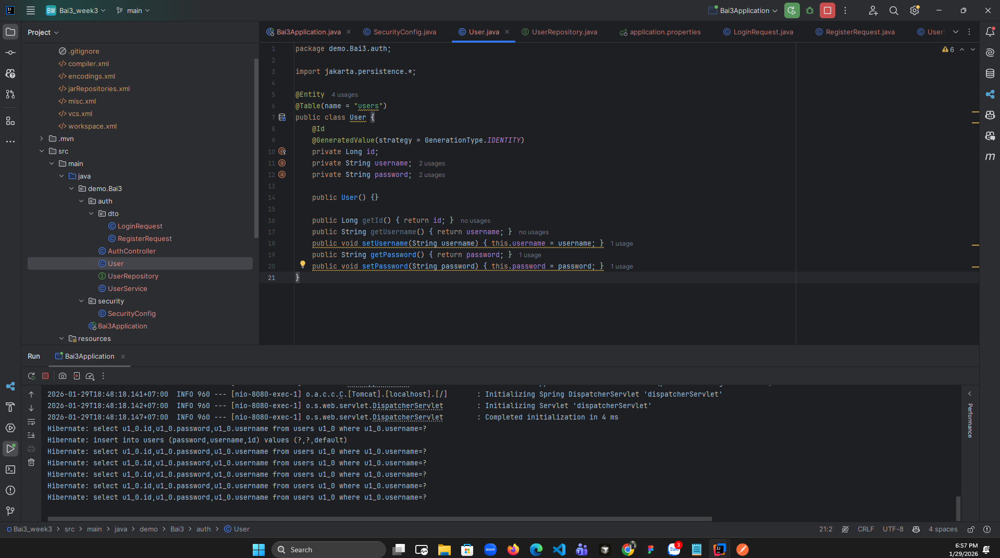 BW Bai3_week3 main Bai3Application
Project
Bai3Application.java SecurityConfig.java User.java UserRepository.java application.properties LoginRequest.java RegisterRequest.java
.gitignore
compiler.xml
encodings.xml
jarRepositories.xml
misc.xml
vcs.xml
workspace.xml
.mvn
src
main
java
demo.Bai3
auth
dto
LoginRequest
RegisterRequest
AuthController
User
UserRepository
UserService
security
SecurityConfig
Bai3Application
resources
6
1 package demo.Bai3.auth;
2
3 import jakarta.persistence.*;
4
5 @Entity 4 usages
6 @Table(name = "users")
7 public class User {
8 @Id
9 @GeneratedValue(strategy = GenerationType.IDENTITY)
10 private Long id;
11 private String username; 2 usages
12 private String password; 2 usages
13
14 public User() {}
15
16 public Long getId() { return id; } no usages
17 public String getUsername() { return username; } no usages
18 public void setUsername(String username) { this.username = username; } 1 usage
19 public String getPassword() { return password; } 1 usage
20 public void setPassword(String password) { this.password = password; } 1 usage
21 }
Run Bai3Application
2026-01-29T18:48:18.141+07:00 INFO 960 --- [nio-8080-exec-1] o.a.c.c.C.[Tomcat].[localhost].[/] : Initializing Spring DispatcherServlet 'dispatcherServlet'
2026-01-29T18:48:18.142+07:00 INFO 960 --- [nio-8080-exec-1] o.s.web.servlet.DispatcherServlet : Initializing Servlet 'dispatcherServlet'
2026-01-29T18:48:18.147+07:00 INFO 960 --- [nio-8080-exec-1] o.s.web.servlet.DispatcherServlet : Completed initialization in 4 ms
Hibernate: select u1_0.id,u1_0.password,u1_0.username from users u1_0 where u1_0.username=?
Hibernate: insert into users (password,username,id) values (?,?,default)
Hibernate: select u1_0.id,u1_0.password,u1_0.username from users u1_0 where u1_0.username=?
Hibernate: select u1_0.id,u1_0.password,u1_0.username from users u1_0 where u1_0.username=?
Hibernate: select u1_0.id,u1_0.password,u1_0.username from users u1_0 where u1_0.username=?
Hibernate: select u1_0.id,u1_0.password,u1_0.username from users u1_0 where u1_0.username=?
Hibernate: select u1_0.id,u1_0.password,u1_0.username from users u1_0 where u1_0.username=?
Performance
Bai3_week3 > src > main > java > demo > Bai3 > auth > User
21:2 CRLF UTF-8 4 spaces
Search
zoom
Zalo 3
6:57 PM
1/29/2026